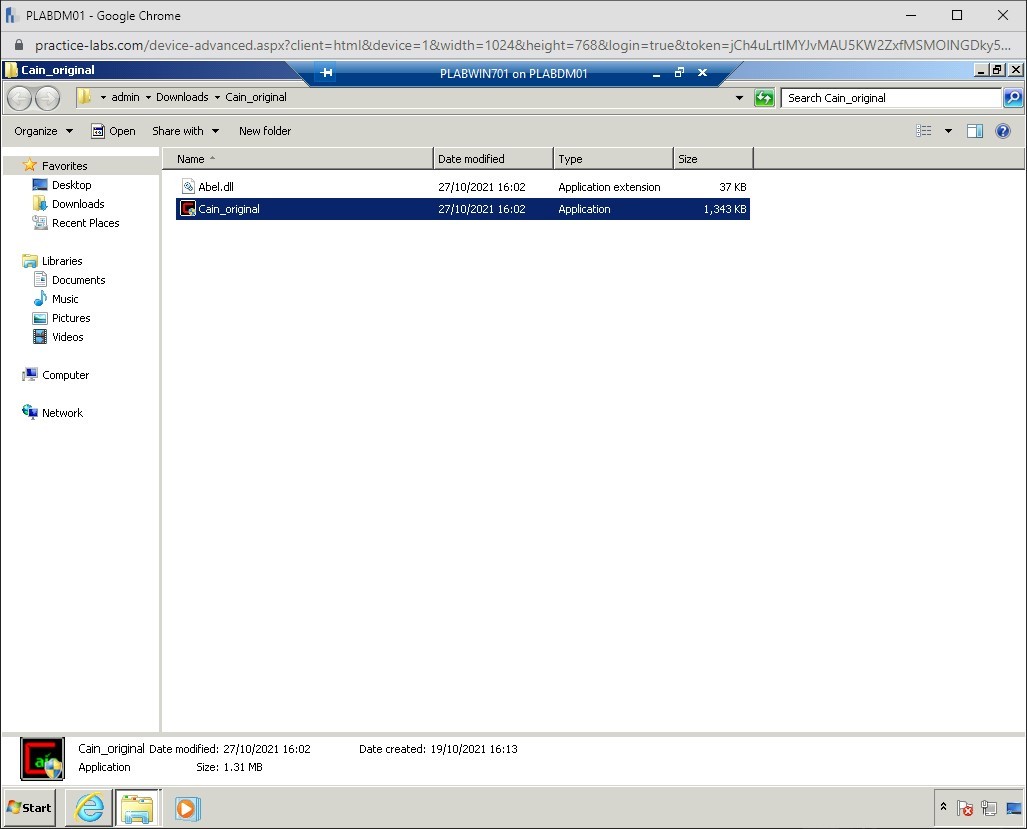 PLABDM01 - Google Chrome
practice-labs.com/device-advanced.aspx?client=html&device=1&width=1024&height=768&login=true&token=jCh4uLrtIMYJvMAU5KW2ZxfMSMOINGDky5...
Cain_original
PLABWIN701 on PLABDM01
admin Downloads Cain_original
Search Cain_original
Organize Open Share with New folder
Name Date modified Type Size
Favorites
Desktop
Downloads
Recent Places
Libraries
Documents
Music
Pictures
Videos
Computer
Network
Abel.dll 27/10/2021 16:02 Application extension 37 KB
Cain_original 27/10/2021 16:02 Application 1,343 KB
Cain_original Date modified: 27/10/2021 16:02 Date created: 19/10/2021 16:13
Application Size: 1.31 MB
Start